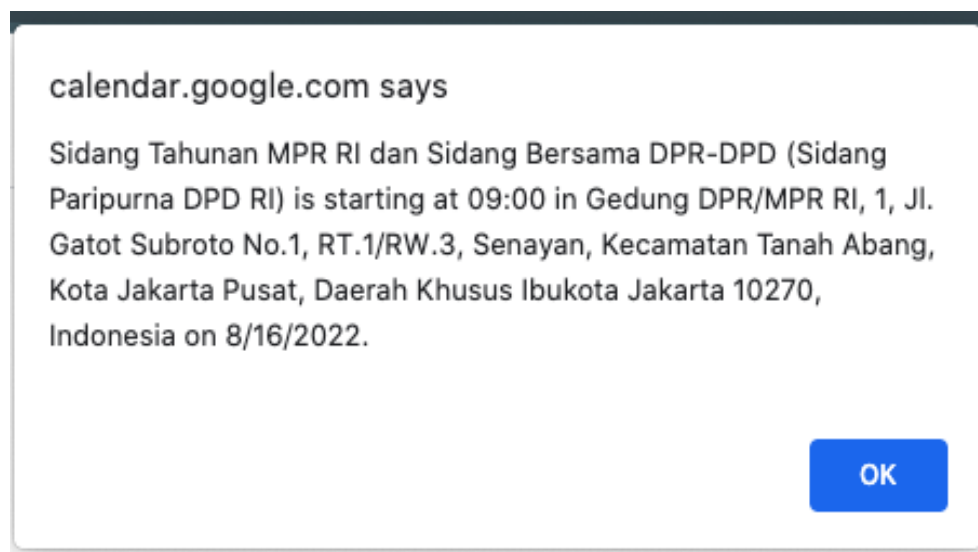 calendar.google.com says
Sidang Tahunan MPR RI dan Sidang Bersama DPR-DPD (Sidang
Paripurna DPD RI) is starting at 09:00 in Gedung DPR/MPR RI, 1, Jl.
Gatot Subroto No.1, RT.1/RW.3, Senayan, Kecamatan Tanah Abang,
Kota Jakarta Pusat, Daerah Khusus Ibukota Jakarta 10270,
Indonesia on 8/16/2022.
OK